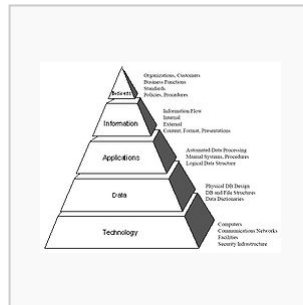 Business
Organizations, Customers
Business Functions
Standards
Policies, Procedures
Information
Information Flow
Internal
External
Content, Format, Presentations
Applications
Automated Data Processing
Manual Systems, Procedures
Logical Data Structure
Data
Physical DB Design
DB and File Structures
Data Dictionaries
Technology
Computers
Communications Networks
Facilities
Security Infrastructure